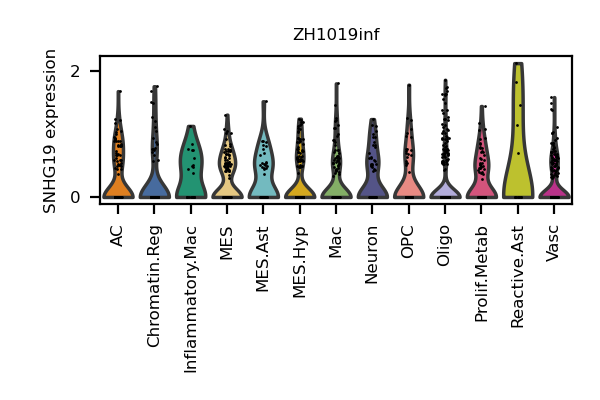 ZH1019inf
SNHG19 expression
2
0
AC
Chromatin.Reg
Inflammatory.Mac
MES
MES.Ast
MES.Hyp
Mac
Neuron
OPC
Oligo
Prolif.Metab
Reactive.Ast
Vasc